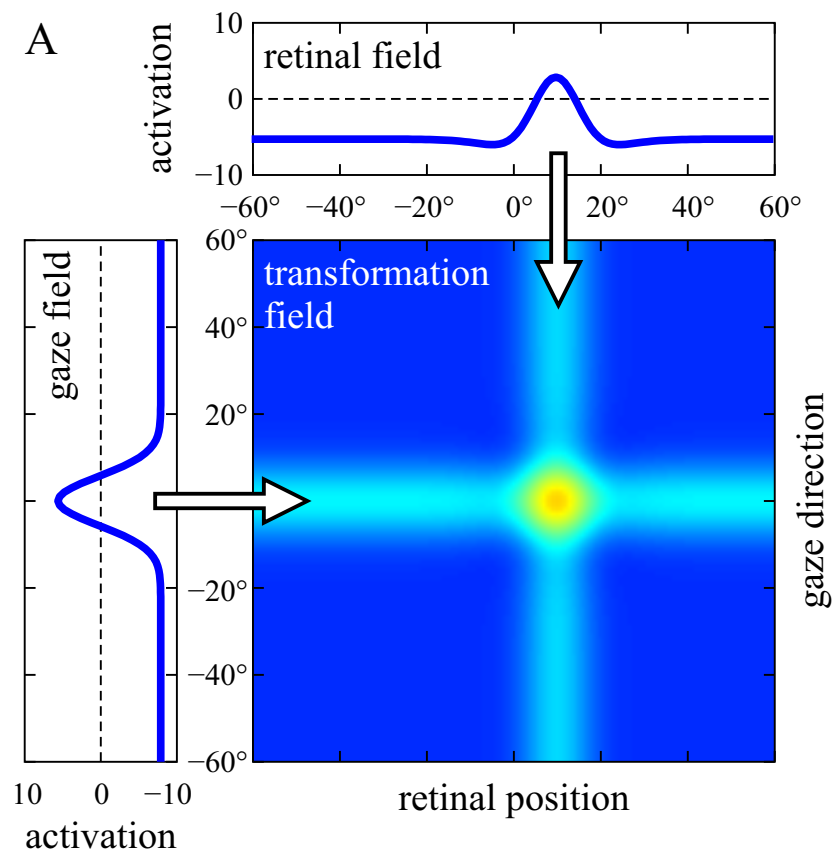 A
activation
10
0
−10
retinal field
−60°
−40°
−20°
0°
20°
40°
60°
gaze field
10
0
−10
activation
60°
40°
20°
−20°
−40°
−60°
transformation
field
retinal position
gaze direction